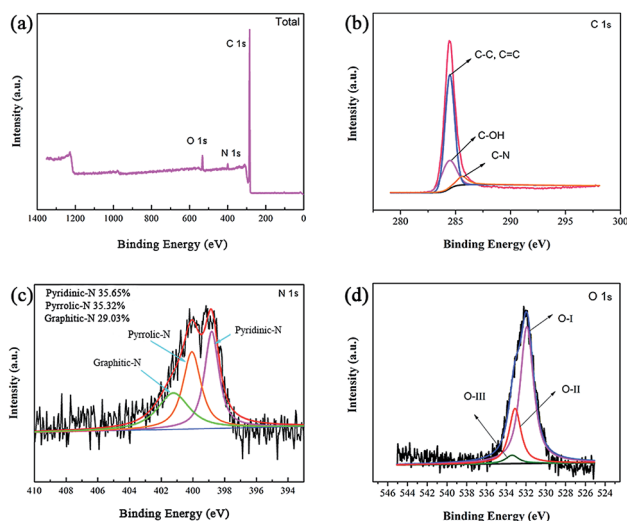 (a)
Total
C 1s
O 1s
N 1s
Intensity (a.u.)
1400 1200 1000 800 600 400 200 0
Binding Energy (eV)
(b)
C 1s
C-C, C=C
C-OH
C-N
Intensity (a.u.)
280 285 290 295 300
Binding Energy (eV)
(c)
Pyridinic-N 35.65%
Pyrrolic-N 35.32%
Graphitic-N 29.03%
N 1s
Pyrrolic-N
Pyridinic-N
Graphitic-N
Intensity (a.u.)
410 408 406 404 402 400 398 396 394
Binding Energy (eV)
(d)
O 1s
O-I
O-II
O-III
Intensity (a.u.)
546 544 542 540 538 536 534 532 530 528 526 524
Binding Energy (eV)